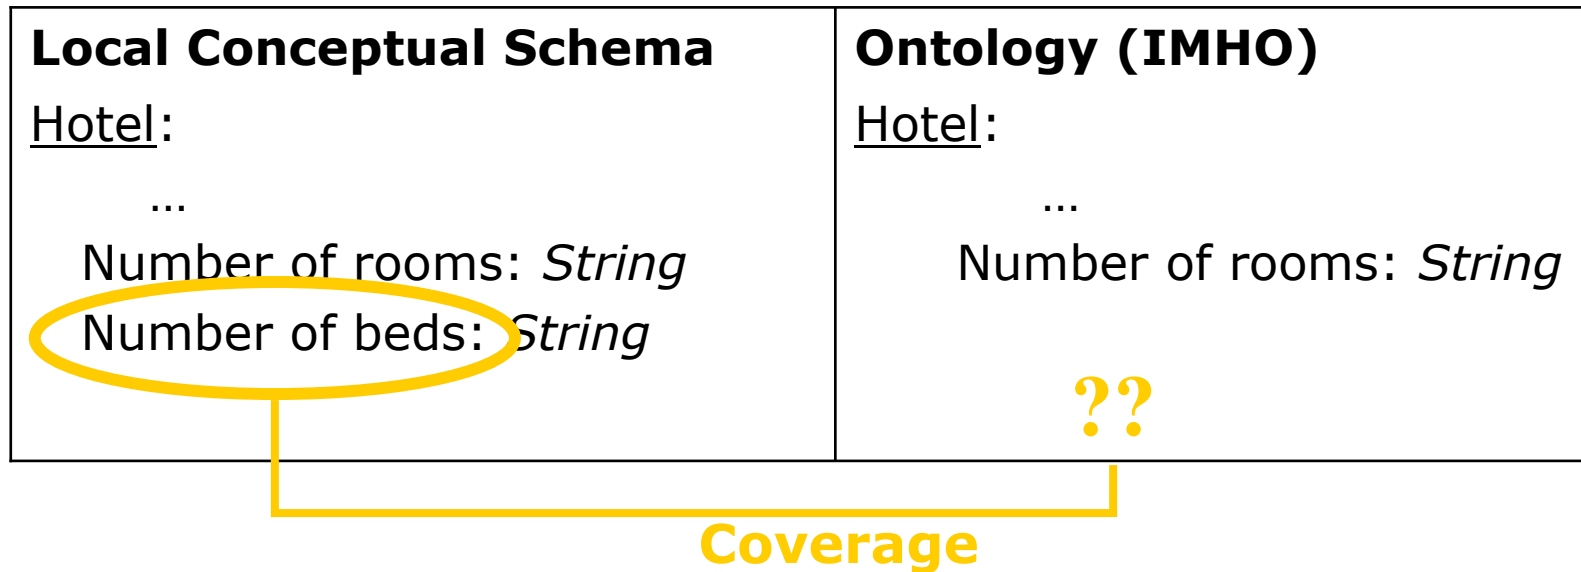 Local Conceptual Schema
Hotel:
…
Number of rooms: String
Number of beds: String
Ontology (IMHO)
Hotel:
…
Number of rooms: String
??
Coverage